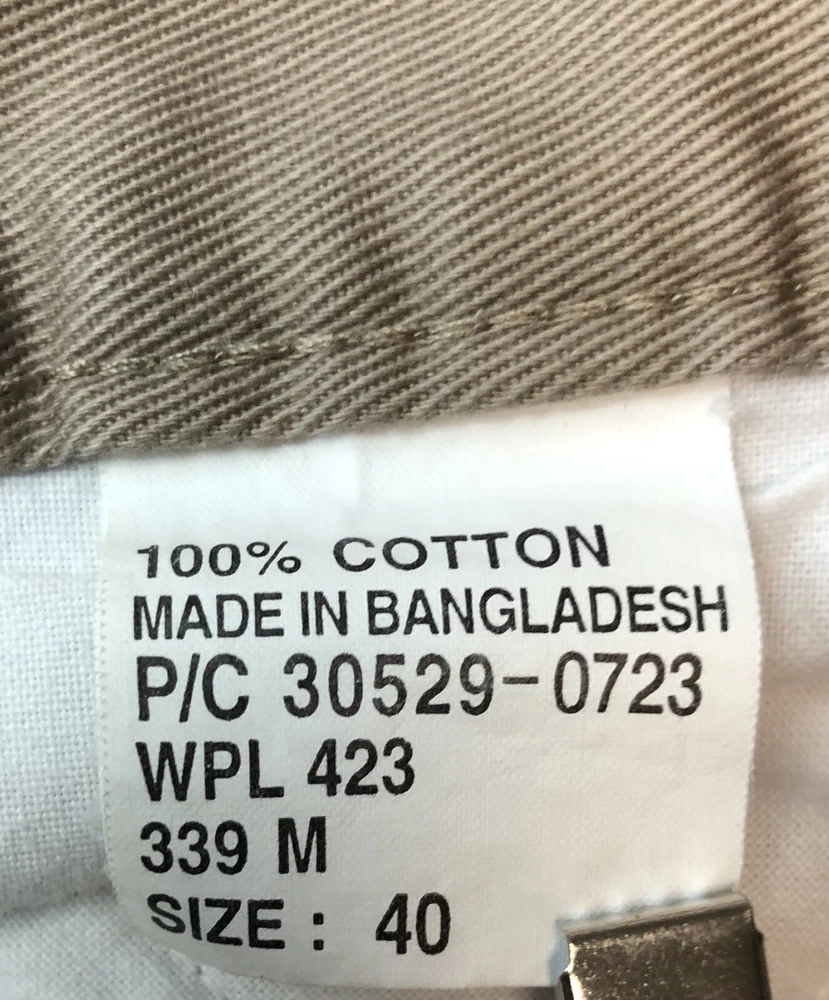 100% COTTON
MADE IN BANGLADESH
P/C 30529-0723
WPL 423
339 M
SIZE : 40